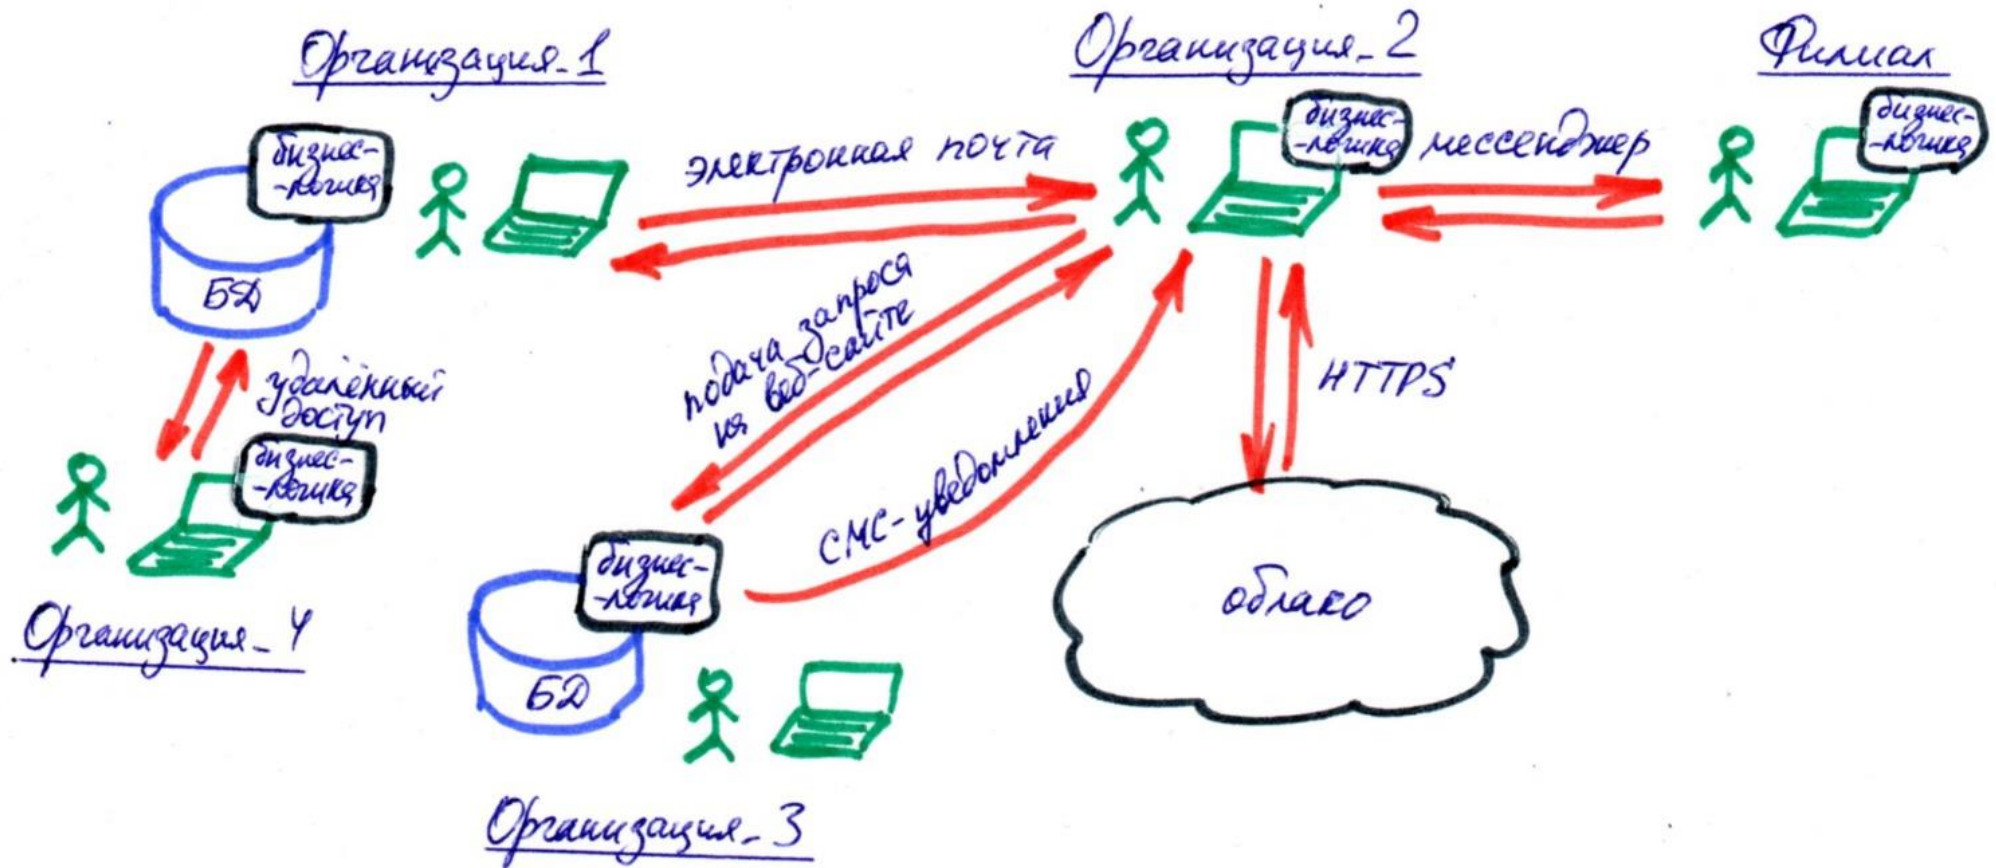 Организация_1
Организация_2
Филиал
бизнес-
-логика
БД
электронная почта
бизнес-
-логика
мессенджер
бизнес-
-логика
подача запроса
на веб-сайте
СМС-уведомления
HTTPS
удалённый
доступ
бизнес-
-логика
Организация_4
бизнес-
-логика
БД
облако
Организация_3